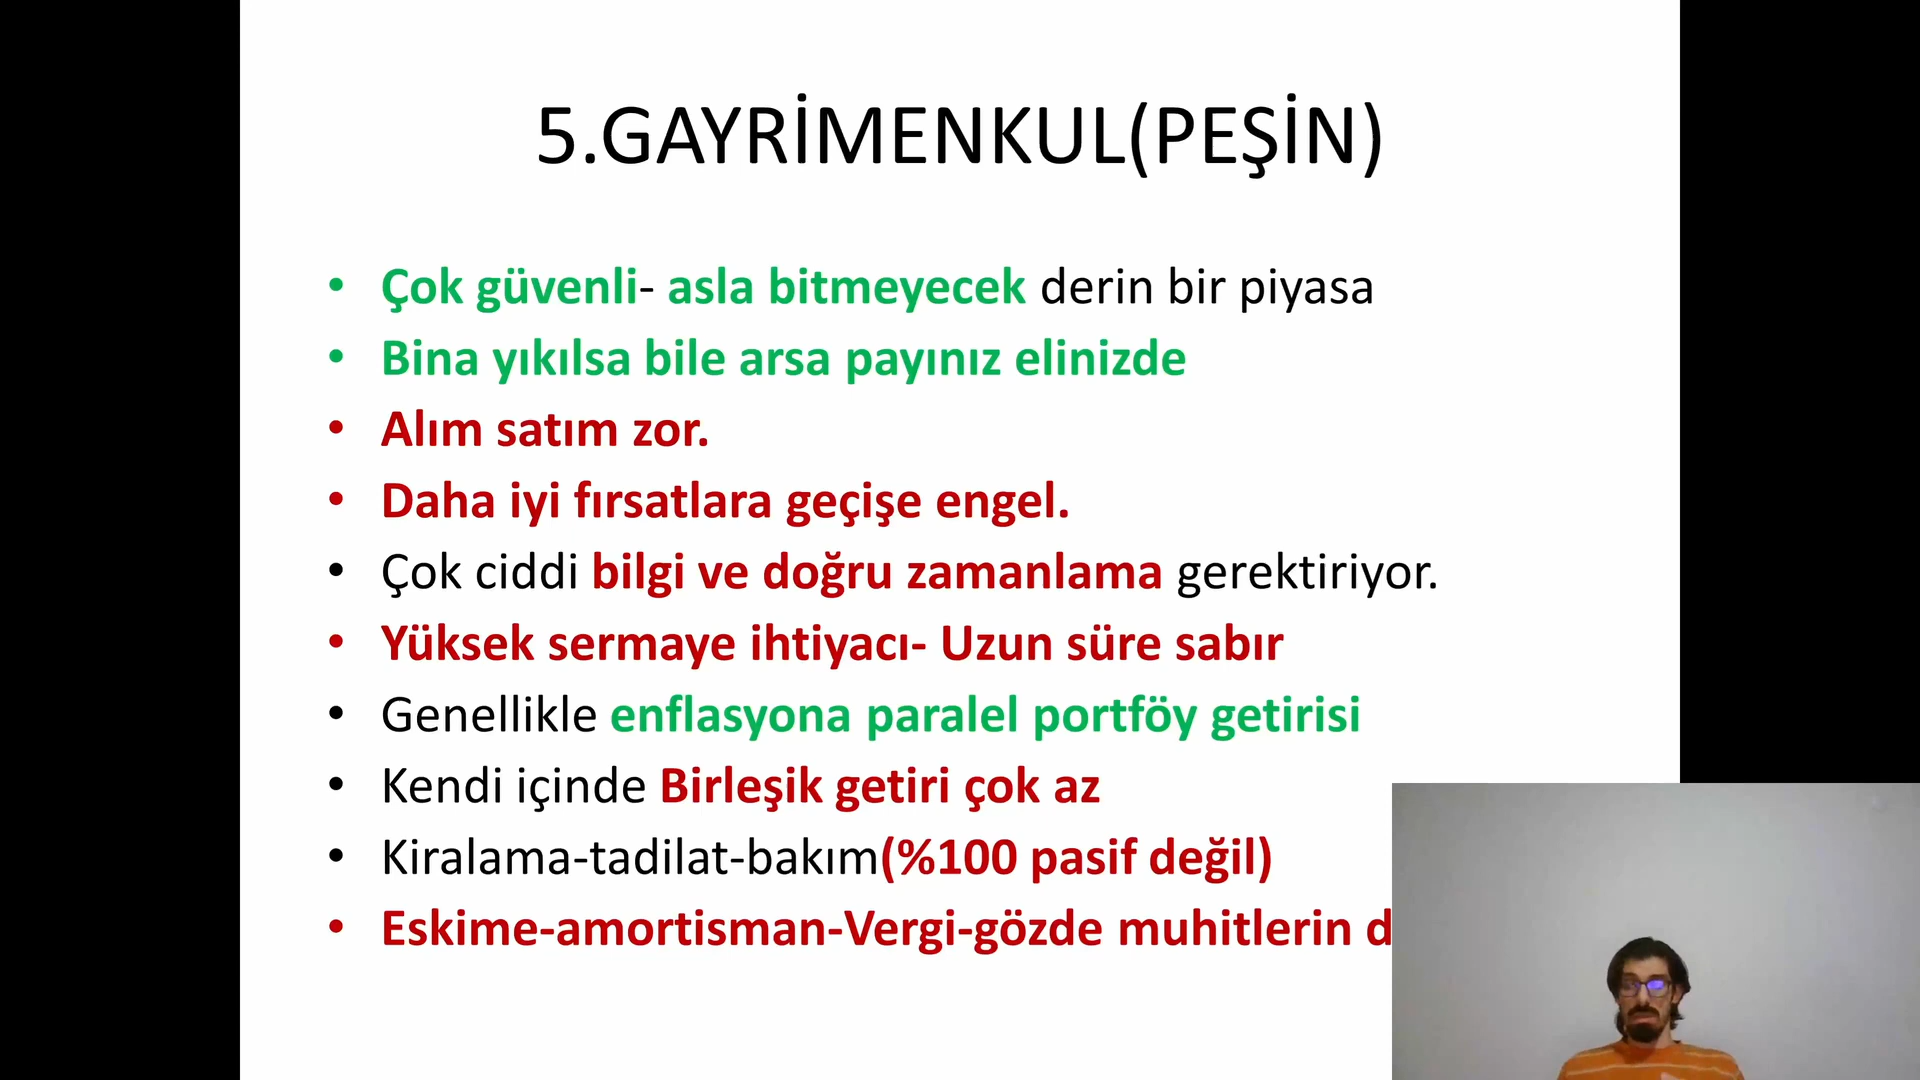 5.GAYRİMENKUL(PEŞİN)
• Çok güvenli- asla bitmeyecek derin bir piyasa
• Bina yıkılsa bile arsa payınız elinizde
• Alım satım zor.
• Daha iyi fırsatlara geçişe engel.
• Çok ciddi bilgi ve doğru zamanlama gerektiriyor.
• Yüksek sermaye ihtiyacı- Uzun süre sabır
• Genellikle enflasyona paralel portföy getirisi
• Kendi içinde Birleşik getiri çok az
• Kiralama-tadilat-bakım(%100 pasif değil)
• Eskime-amortisman-Vergi-gözde muhitlerin